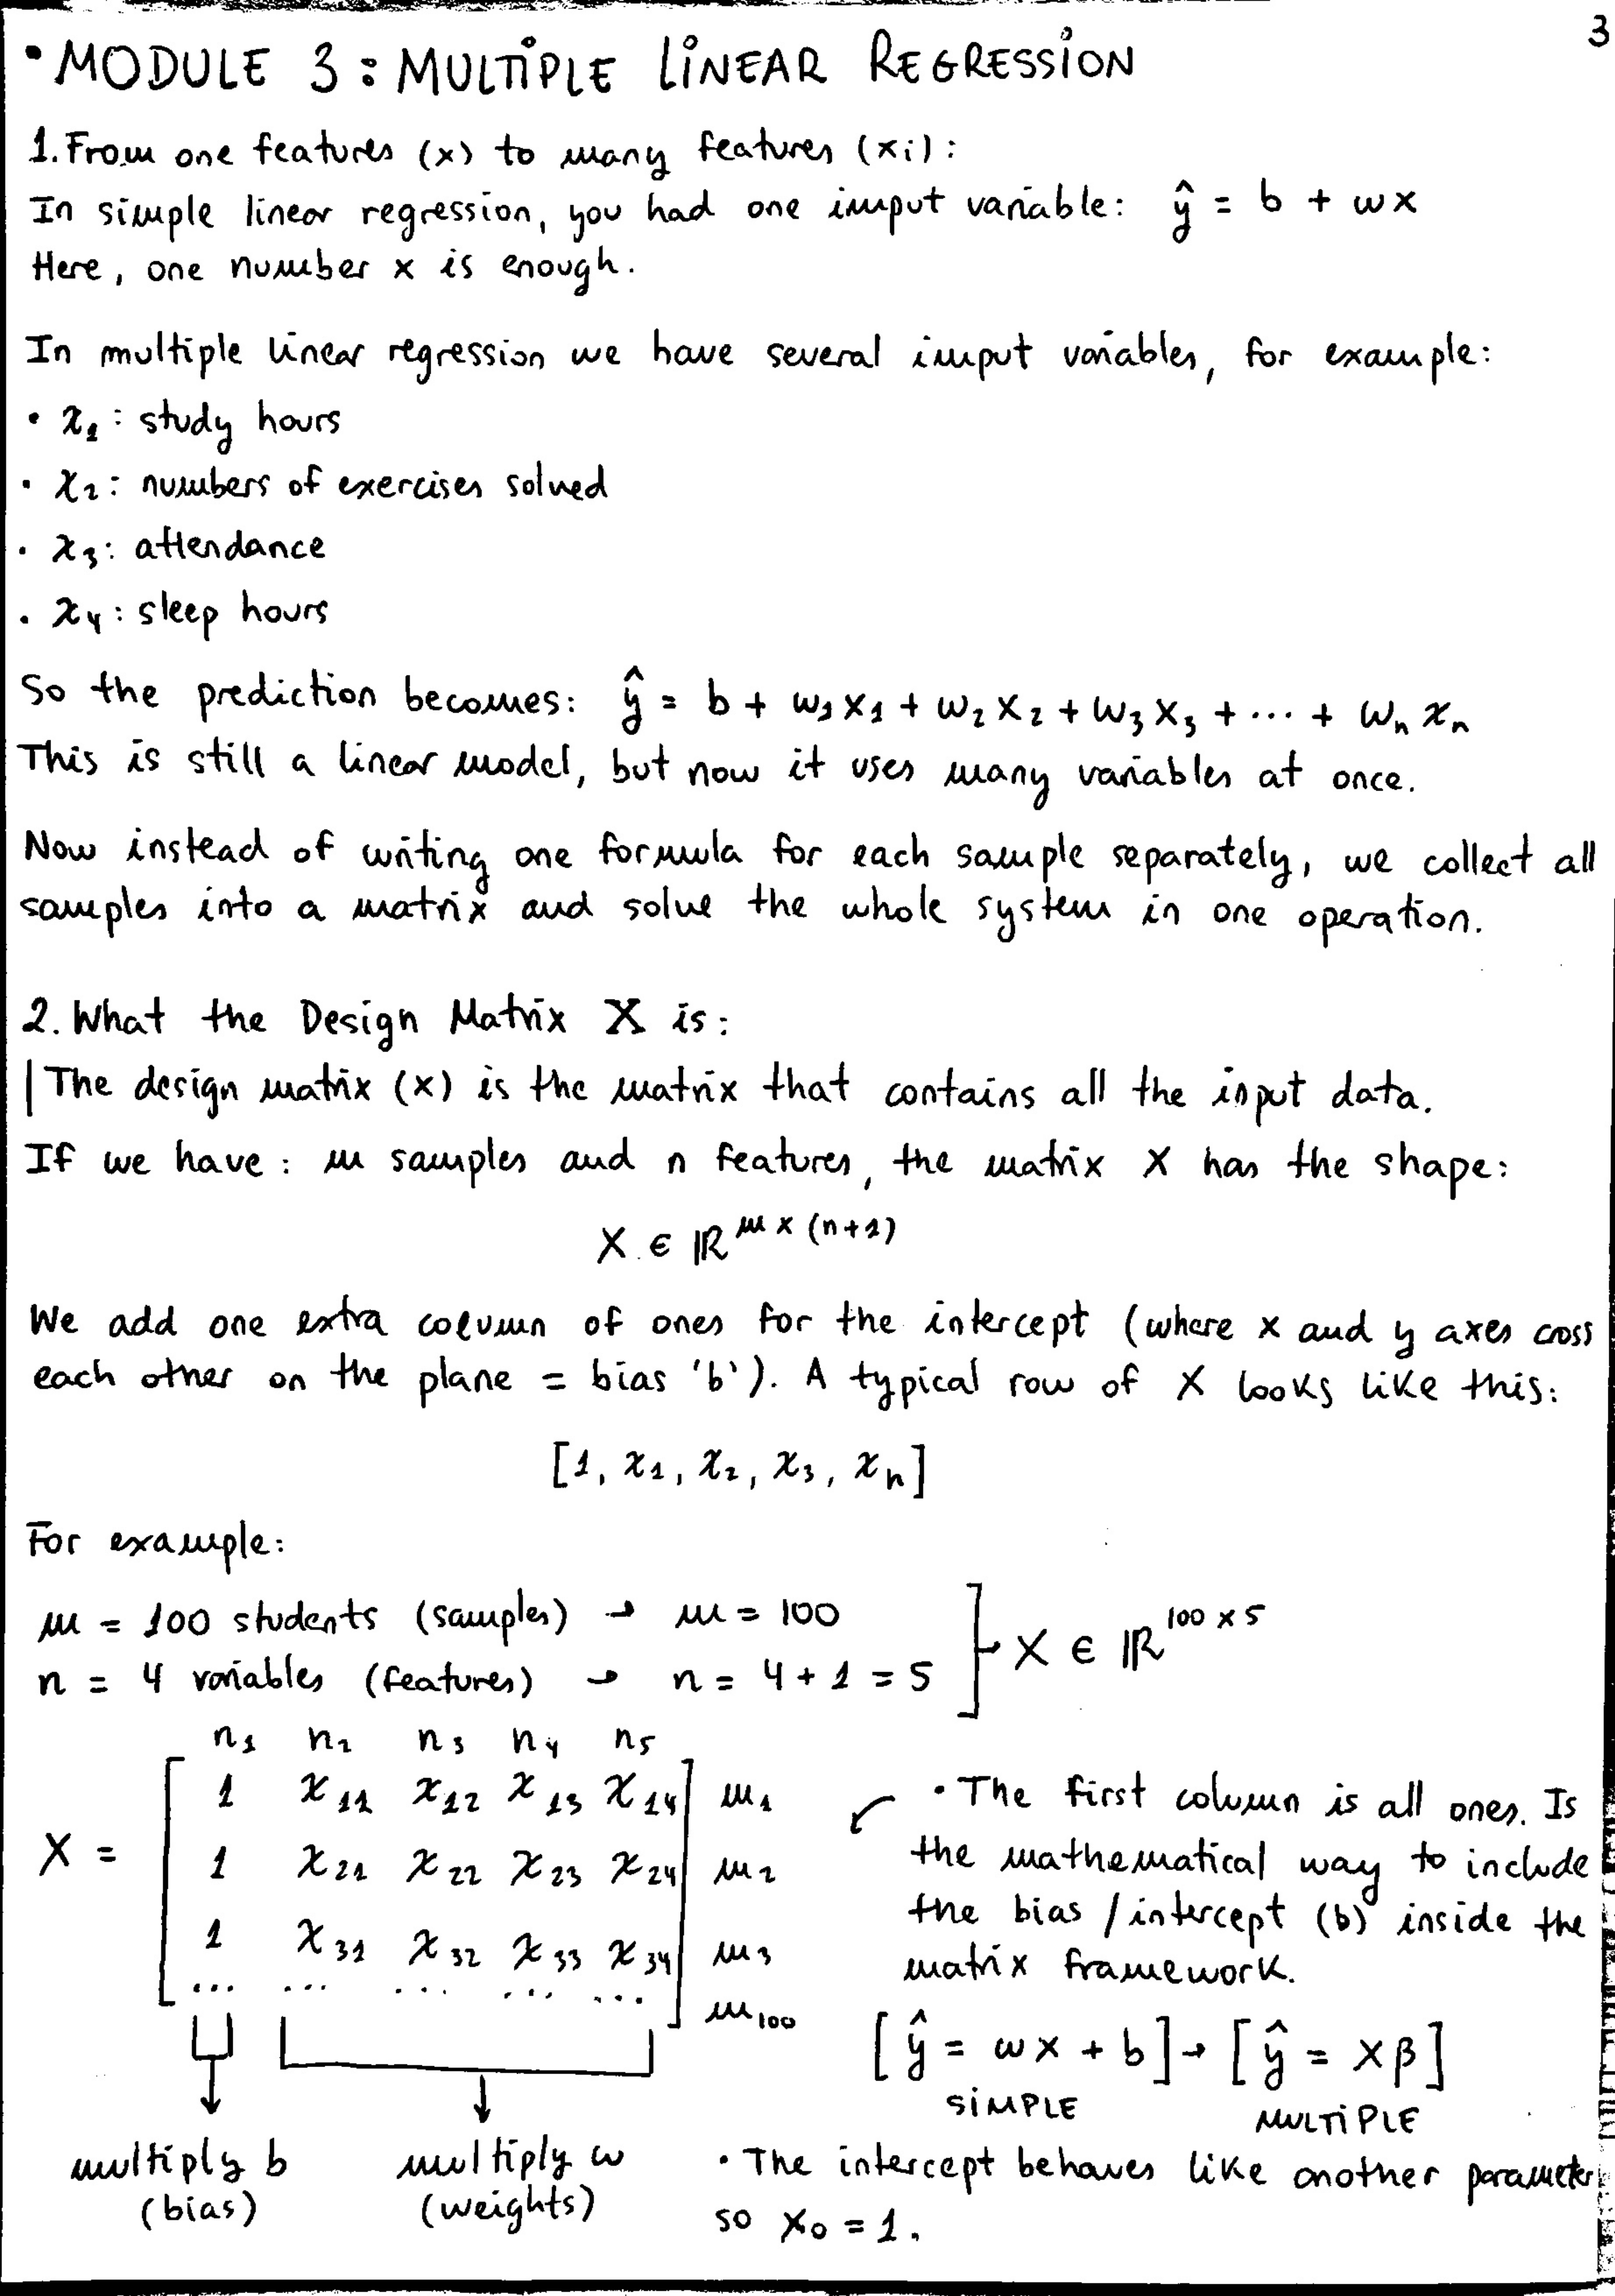 3
• MODULE 3: MULTIPLE LINEAR REGRESSION
1. From one features (x) to many features (xi):
In simple linear regression, you had one imput variable: ŷ = b + wx
Here, one number x is enough.
In multiple linear regression we have several imput variables, for example:
• x₁: study hours
• x₂: numbers of exercises solved
• x₃: attendance
• x₄: sleep hours
So the prediction becomes: ŷ = b + w₁x₁ + w₂x₂ + w₃x₃ + ... + wₙxₙ
This is still a linear model, but now it uses many variables at once.
Now instead of writing one formula for each sample separately, we collect all
samples into a matrix and solve the whole system in one operation.
2. What the Design Matrix X is:
| The design matrix (x) is the matrix that contains all the input data.
If we have: m samples and n features, the matrix X has the shape:
X ∈ ℝ^m x (n+1)
We add one extra column of ones for the intercept (where x and y axes cross
each other on the plane = bias 'b'). A typical row of X looks like this:
[1, x₁, x₂, x₃, xₙ]
For example:
m = 100 students (samples) → m = 100
n = 4 variables (features) → n = 4 + 1 = 5
X ∈ ℝ^100 x 5
n₁ n₂ n₃ n₄ n₅
1 x₁₁ x₁₂ x₁₃ x₁₄ m₁
X = 1 x₂₁ x₂₂ x₂₃ x₂₄ m₂
1 x₃₁ x₃₂ x₃₃ x₃₄ m₃
... ... ... ... ... m₁₀₀
multiply b
(bias)
multiply w
(weights)
• The first column is all ones. Is
the mathematical way to include
the bias / intercept (b) inside the
matrix framework.
[ŷ = wx + b] → [ŷ = Xβ]
SIMPLE MULTIPLE
• The intercept behaves like another parameter
so x₀ = 1.